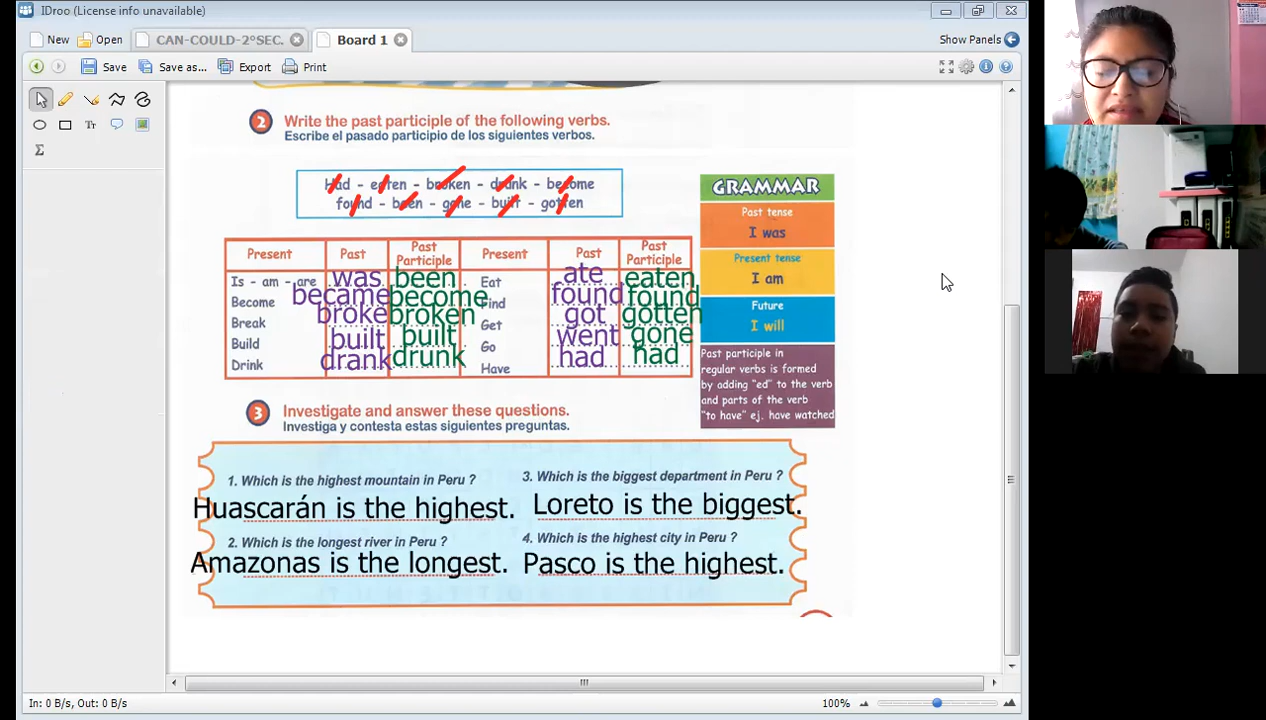 IDroo (License info unavailable)
New Open CAN-COULD-2°SEC. Board 1 Show Panels
Save Save as... Export Print
2 Write the past participle of the following verbs.
Escribe el pasado participio de los siguientes verbos.
Had - eaten - broken - drunk - become
found - been - gone - built - gotten
Present Past Past Participle Present Past Past Participle
Is - am - are was been Eat ate eaten
Become became become Find found found
Break broke broken Get got gotten
Build built built Go went gone
Drink drank drunk Have had had
GRAMMAR
Past tense
I was
Present tense
I am
Future
I will
Past participle in
regular verbs is formed
by adding "ed" to the verb
and parts of the verb
"to have" ej. have watched
3 Investigate and answer these questions.
Investiga y contesta estas siguientes preguntas.
1. Which is the highest mountain in Peru ?
Huascarán is the highest.
2. Which is the longest river in Peru ?
Amazonas is the longest.
3. Which is the biggest department in Peru ?
Loreto is the biggest.
4. Which is the highest city in Peru ?
Pasco is the highest.
In: 0 B/s, Out: 0 B/s 100%